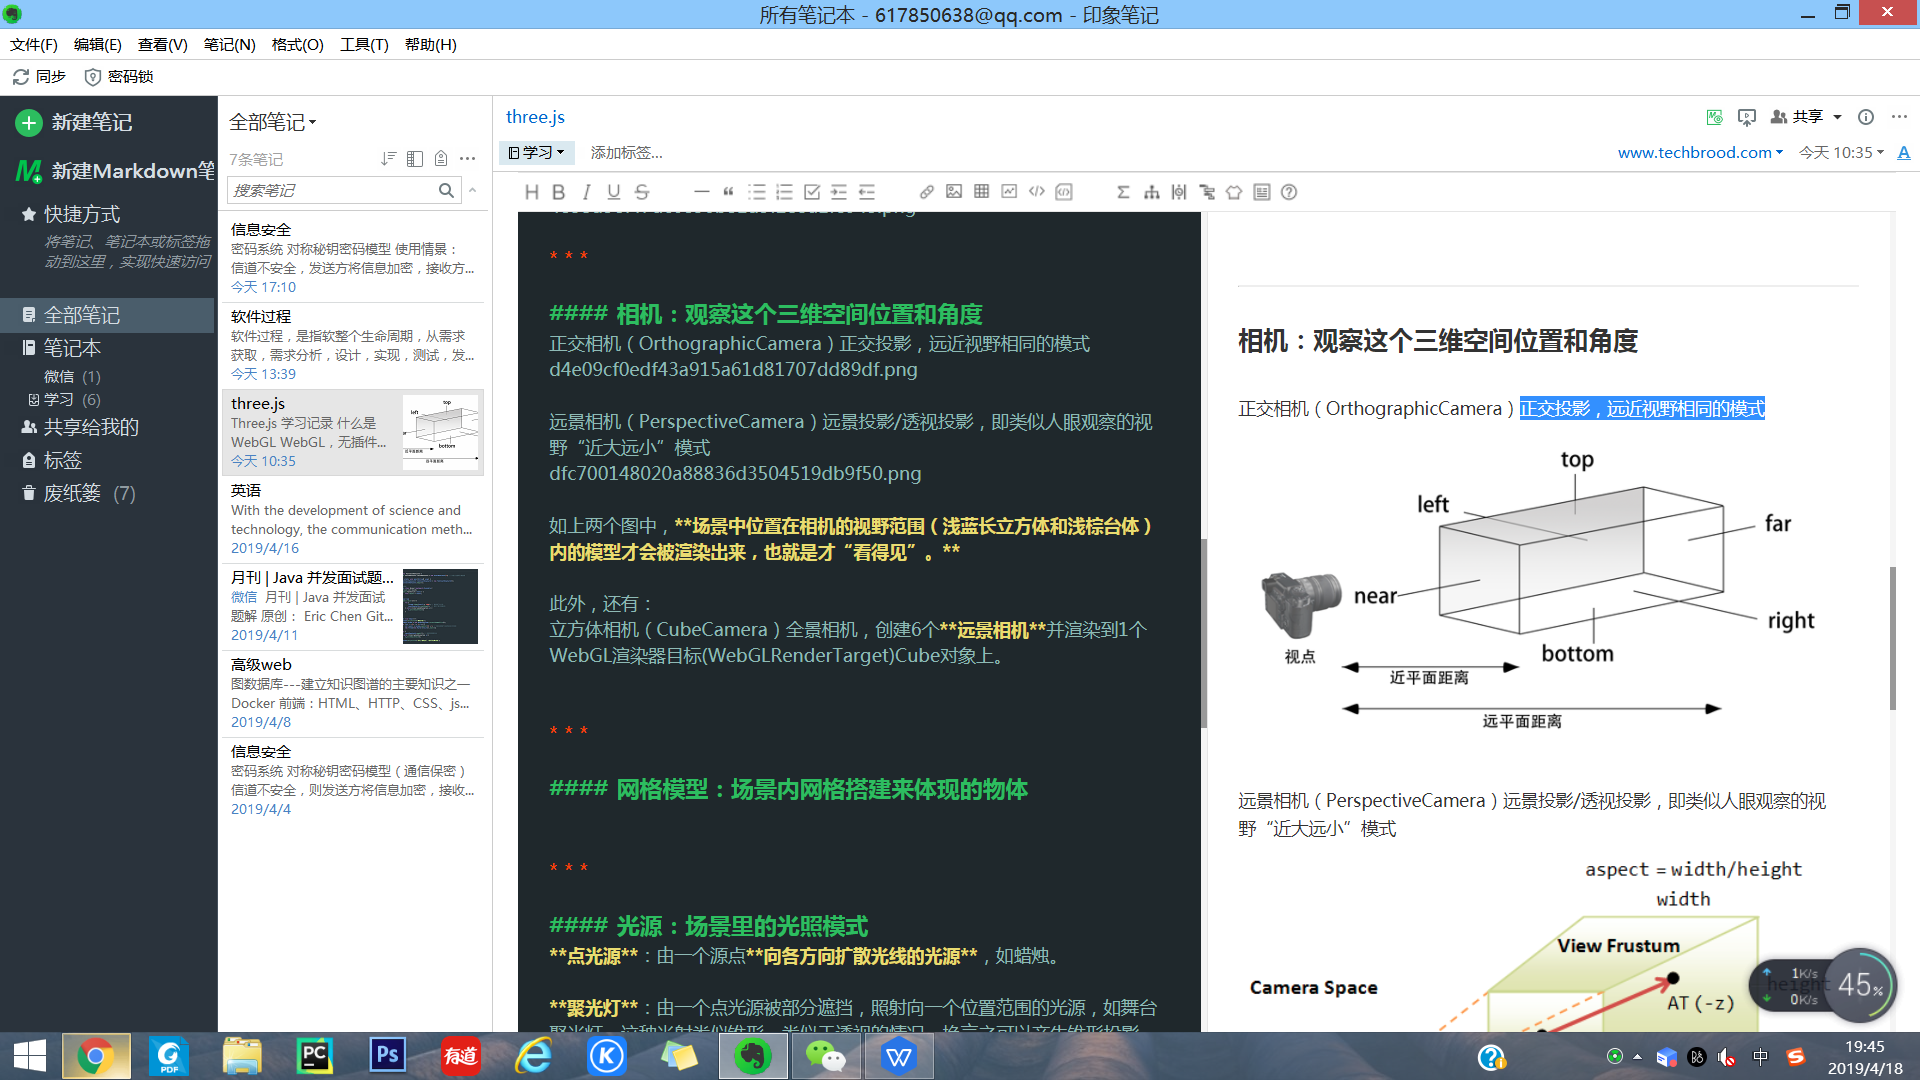 所有笔记本 - 617850638@qq.com - 印象笔记
文件(F) 编辑(E) 查看(V) 笔记(N) 格式(O) 工具(T) 帮助(H)
同步 密码锁
新建笔记
新建Markdown笔
快捷方式
将笔记、笔记本或标签拖
动到这里，实现快速访问
全部笔记
笔记本
微信 (1)
学习 (6)
共享给我的
标签
废纸篓 (7)
全部笔记
7条笔记
搜索笔记
信息安全
密码系统 对称秘钥密码模型 使用情景：
信道不安全，发送方将信息加密，接收方...
今天 17:10
软件过程
软件过程，是指软整个生命周期，从需求
获取，需求分析，设计，实现，测试，发...
今天 13:39
three.js
Three.js 学习记录 什么是
WebGL WebGL，无插件...
今天 10:35
英语
With the development of science and
technology, the communication meth...
2019/4/16
月刊 | Java 并发面试题...
微信 月刊 | Java 并发面试
题解 原创： Eric Chen Git...
2019/4/11
高级web
图数据库---建立知识图谱的主要知识之一
Docker 前端：HTML、HTTP、CSS、js...
2019/4/8
信息安全
密码系统 对称秘钥密码模型（通信保密）
信道不安全，则发送方将信息加密，接收...
2019/4/4
three.js
共享
学习
添加标签...
www.techbrood.com
今天 10:35
* * *
#### 相机：观察这个三维空间位置和角度
正交相机（OrthographicCamera）正交投影，远近视野相同的模式
d4e09cf0edf43a915a61d81707dd89df.png
远景相机（PerspectiveCamera）远景投影/透视投影，即类似人眼观察的视
野“近大远小”模式
dfc700148020a88836d3504519db9f50.png
如上两个图中，**场景中位置在相机的视野范围（浅蓝长立方体和浅棕台体）
内的模型才会被渲染出来，也就是才“看得见”。**
此外，还有：
立方体相机（CubeCamera）全景相机，创建6个**远景相机**并渲染到1个
WebGL渲染器目标(WebGLRenderTarget)Cube对象上。
* * *
#### 网格模型：场景内网格搭建来体现的物体
* * *
#### 光源：场景里的光照模式
**点光源**：由一个源点**向各方向扩散光线的光源**，如蜡烛。
**聚光灯**：由一个点光源被部分遮挡，照射向一个位置范围的光源，如舞台
相机：观察这个三维空间位置和角度
正交相机（OrthographicCamera）正交投影，远近视野相同的模式
top
left
far
near
right
bottom
视点
近平面距离
远平面距离
远景相机（PerspectiveCamera）远景投影/透视投影，即类似人眼观察的视
野“近大远小”模式
aspect = width/height
width
View Frustum
Camera Space
height
AT (-z)
1K/s
0K/s
45%
19:45
2019/4/18